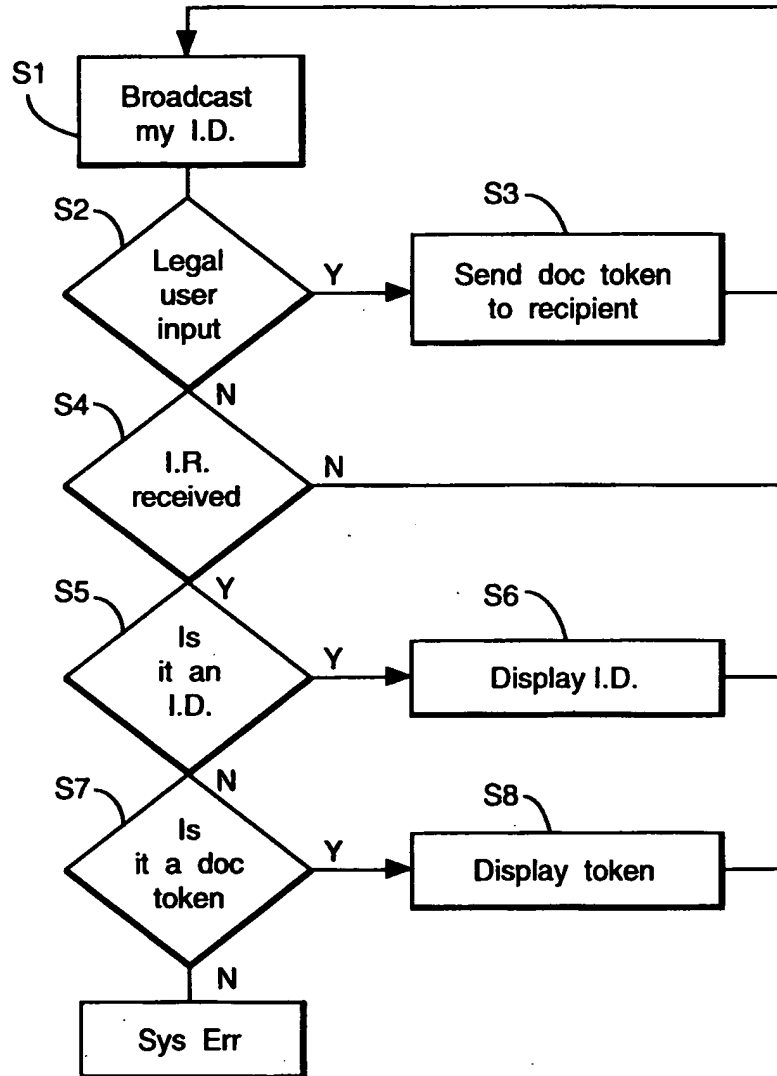 S1
Broadcast
my I.D.
S2
Legal
user
input
Y
S3
Send doc token
to recipient
N
S4
I.R.
received
N
Y
S5
Is
it an
I.D.
Y
S6
Display I.D.
N
S7
Is
it a doc
token
Y
S8
Display token
N
Sys Err